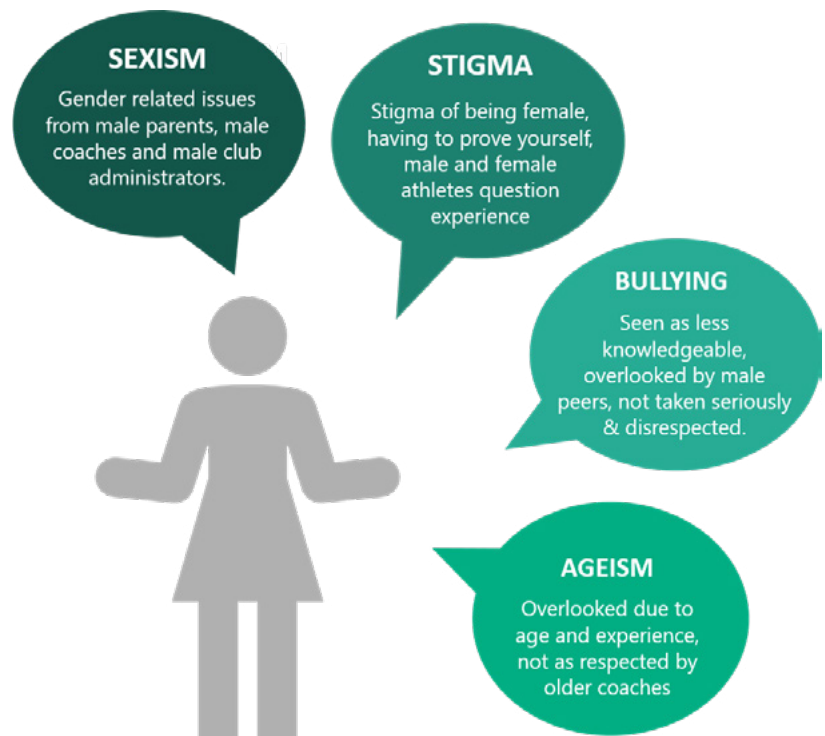 SEXISM
Gender related issues
from male parents, male
coaches and male club
administrators.
STIGMA
Stigma of being female,
having to prove yourself,
male and female
athletes question
experience
BULLYING
Seen as less
knowledgeable,
overlooked by male
peers, not taken seriously
& disrespected.
AGEISM
Overlooked due to
age and experience,
not as respected by
older coaches